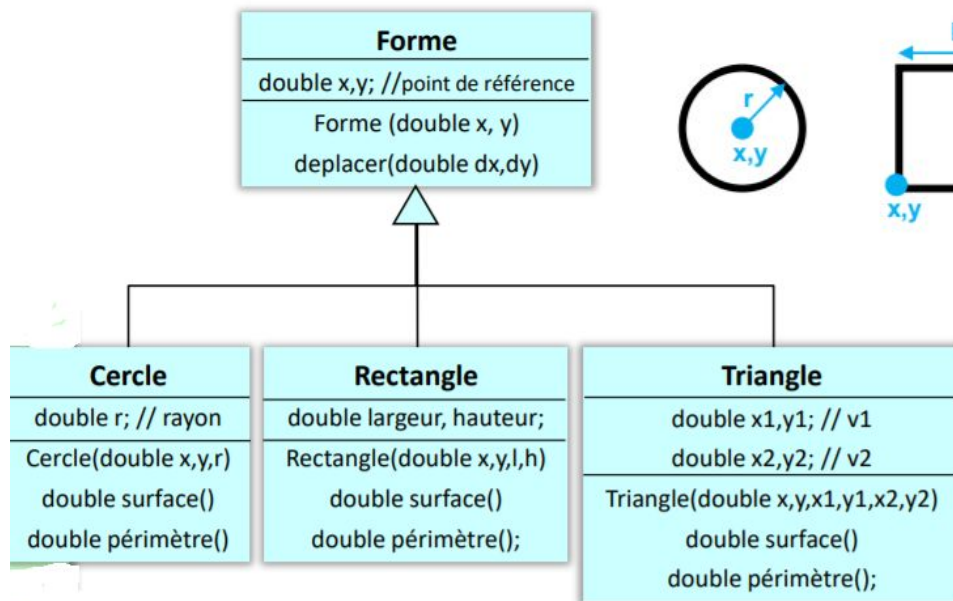 Forme
double x,y; //point de référence
Forme (double x, y)
deplacer(double dx,dy)
r
x,y
x,y
Cercle
double r; // rayon
Cercle(double x,y,r)
double surface()
double périmètre()
Rectangle
double largeur, hauteur;
Rectangle(double x,y,l,h)
double surface()
double périmètre();
Triangle
double x1,y1; // v1
double x2,y2; // v2
Triangle(double x,y,x1,y1,x2,y2)
double surface()
double périmètre();